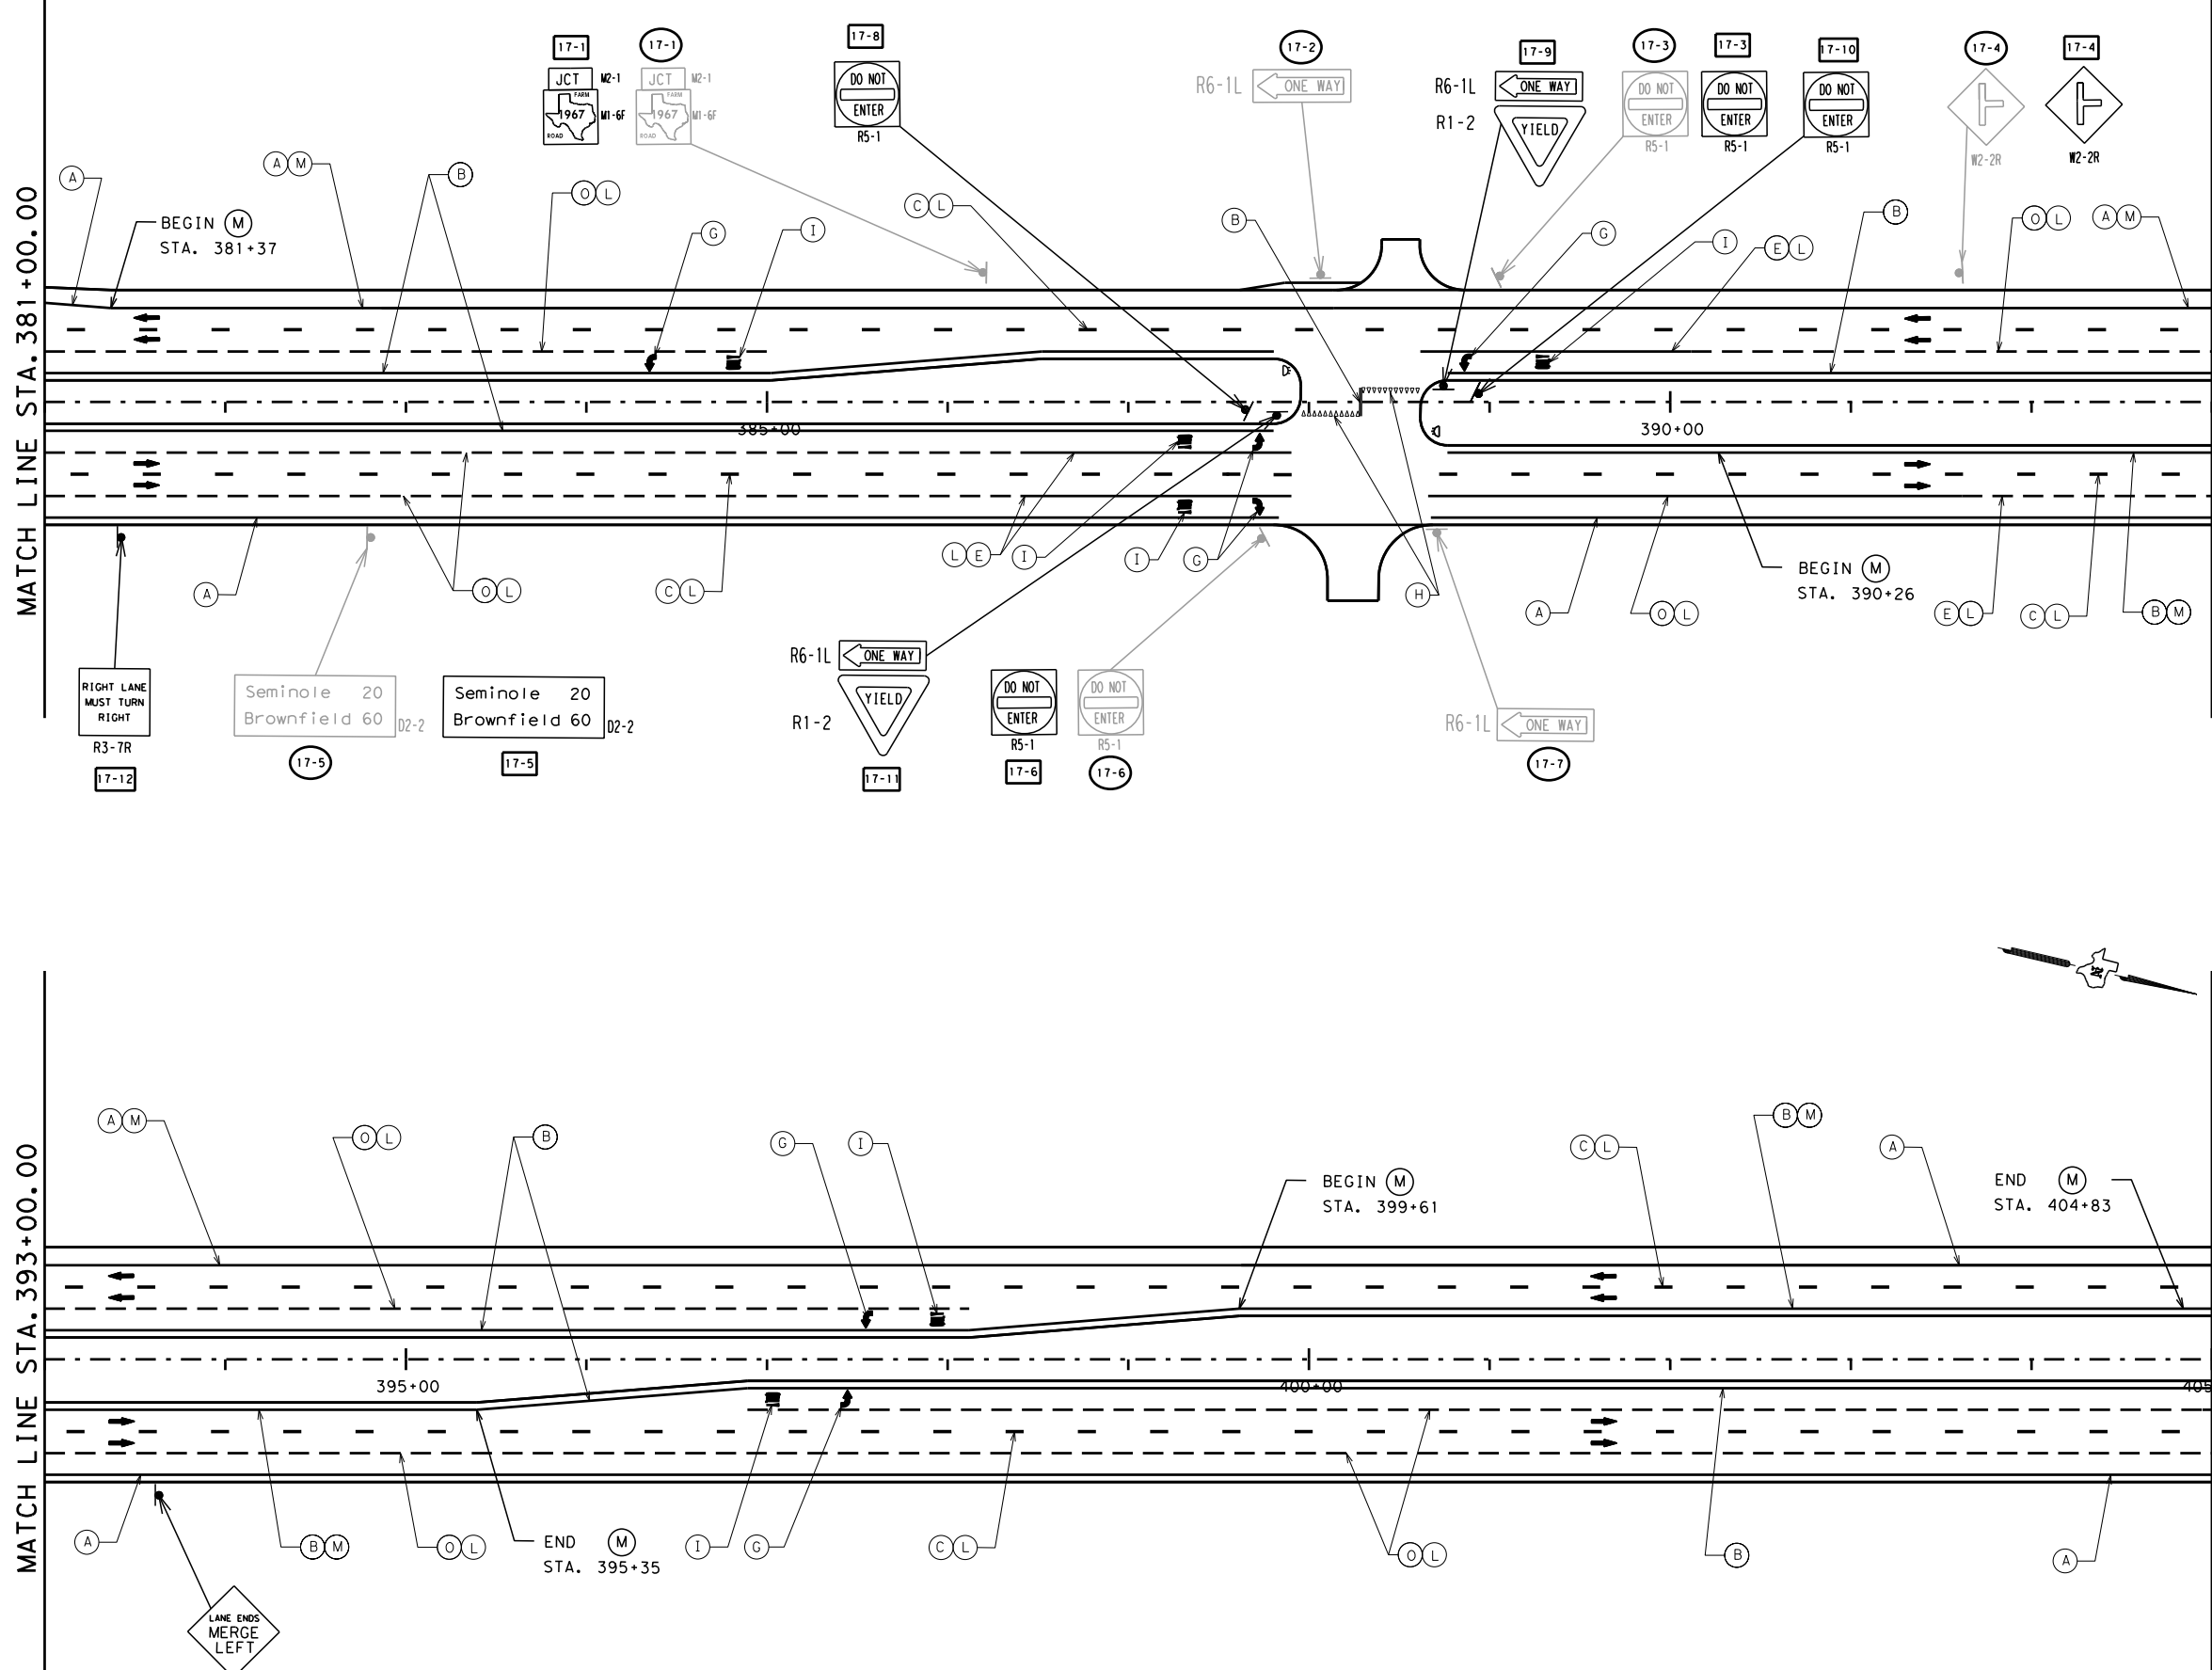 17-1
17-1
17-8
17-2
17-9
17-3
17-3
17-10
17-4
17-4
JCT M2-1
FARM
1967 M1-6F
ROAD
JCT M2-1
FARM
1967 M1-6F
ROAD
DO NOT
ENTER
R5-1
R6-1L ONE WAY
R6-1L ONE WAY
R1-2 YIELD
DO NOT
ENTER
R5-1
DO NOT
ENTER
R5-1
DO NOT
ENTER
R5-1
W2-2R
W2-2R
MATCH LINE STA. 381+00.00
A
A M
B
O L
G
I
C L
B
G
I
E L
B
O L
A M
BEGIN M
STA. 381+37
385+00
390+00
A
O L
C L
L E
I
I
G
H
A
O L
BEGIN M
STA. 390+26
E L
C L
B M
RIGHT LANE
MUST TURN
RIGHT
R3-7R
17-12
Seminole 20
Brownfield 60 D2-2
17-5
Seminole 20
Brownfield 60 D2-2
17-5
R6-1L ONE WAY
R1-2 YIELD
17-11
DO NOT
ENTER
R5-1
17-6
DO NOT
ENTER
R5-1
17-6
R6-1L ONE WAY
17-7
MATCH LINE STA. 393+00.00
A M
O L
B
G
I
BEGIN M
STA. 399+61
C L
B M
A
END M
STA. 404+83
395+00
400+00
405
A
B M
O L
END M
STA. 395+35
I
G
C L
O L
B
A
LANE ENDS
MERGE
LEFT